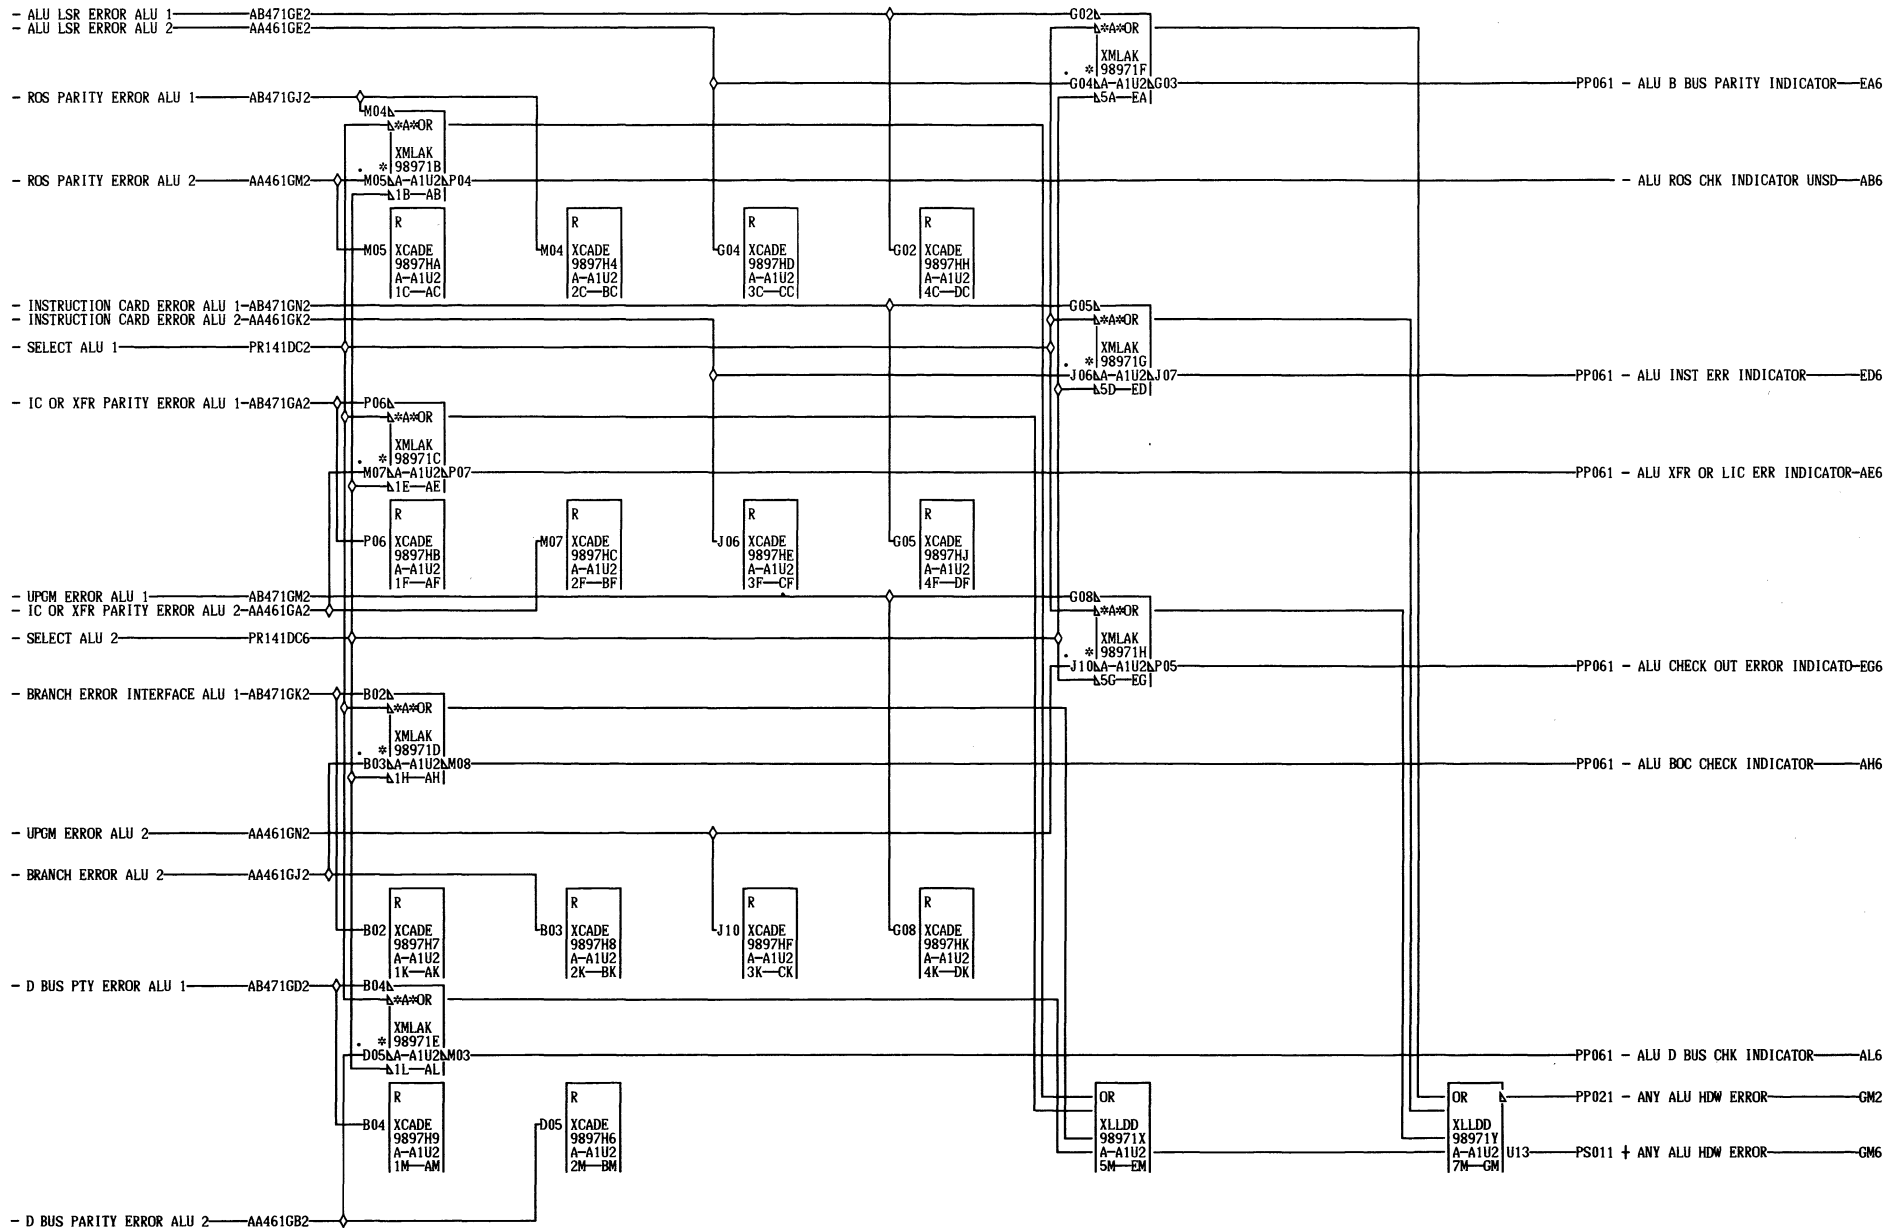 - ALU LSR ERROR ALU 1 AB471GE2
- ALU LSR ERROR ALU 2 AA461GE2
G02
*A*OR
XMLAK
* 98971F
G04 A-A1U2 G03
5A EA
PP061 - ALU B BUS PARITY INDICATOR EA6
- ROS PARITY ERROR ALU 1 AB471GJ2
M04
*A*OR
XMLAK
* 98971B
- ROS PARITY ERROR ALU 2 AA461GM2
M05 A-A1U2 P04
1B AB
- ALU ROS CHK INDICATOR UNSD AB6
R
M05 XCADE
9897HA
A-A1U2
1C AC
R
M04 XCADE
9897H4
A-A1U2
2C BC
R
G04 XCADE
9897HD
A-A1U2
3C CC
R
G02 XCADE
9897HH
A-A1U2
4C DC
- INSTRUCTION CARD ERROR ALU 1 AB471GN2
- INSTRUCTION CARD ERROR ALU 2 AA461GK2
G05
*A*OR
XMLAK
* 98971G
J06 A-A1U2 J07
5D ED
- SELECT ALU 1 PR141DC2
PP061 - ALU INST ERR INDICATOR ED6
- IC OR XFR PARITY ERROR ALU 1 AB471GA2
P06
*A*OR
XMLAK
* 98971C
M07 A-A1U2 P07
1E AE
PP061 - ALU XFR OR LIC ERR INDICATOR AE6
R
P06 XCADE
9897HB
A-A1U2
1F AF
R
M07 XCADE
9897HC
A-A1U2
2F BF
R
J06 XCADE
9897HE
A-A1U2
3F CF
R
G05 XCADE
9897HJ
A-A1U2
4F DF
- UPGM ERROR ALU 1 AB471GM2
- IC OR XFR PARITY ERROR ALU 2 AA461GA2
G08
*A*OR
XMLAK
* 98971H
J10 A-A1U2 P05
5G EG
- SELECT ALU 2 PR141DC6
PP061 - ALU CHECK OUT ERROR INDICATO EG6
- BRANCH ERROR INTERFACE ALU 1 AB471GK2
B02
*A*OR
XMLAK
* 98971D
B03 A-A1U2 M08
1H AH
PP061 - ALU BOC CHECK INDICATOR AH6
- UPGM ERROR ALU 2 AA461GN2
- BRANCH ERROR ALU 2 AA461GJ2
R
B02 XCADE
9897H7
A-A1U2
1K AK
R
B03 XCADE
9897H8
A-A1U2
2K BK
R
J10 XCADE
9897HF
A-A1U2
3K CK
R
G08 XCADE
9897HK
A-A1U2
4K DK
- D BUS PTY ERROR ALU 1 AB471GD2
B04
*A*OR
XMLAK
* 98971E
D05 A-A1U2 M03
1L AL
PP061 - ALU D BUS CHK INDICATOR AL6
R
B04 XCADE
9897H9
A-A1U2
1M AM
R
D05 XCADE
9897H6
A-A1U2
2M BM
OR
XLLDD
98971X
A-A1U2
5M EM
OR
XLLDD
98971Y
A-A1U2 U13
7M GM
PP021 - ANY ALU HDW ERROR GM2
PS011 + ANY ALU HDW ERROR GM6
- D BUS PARITY ERROR ALU 2 AA461GB2